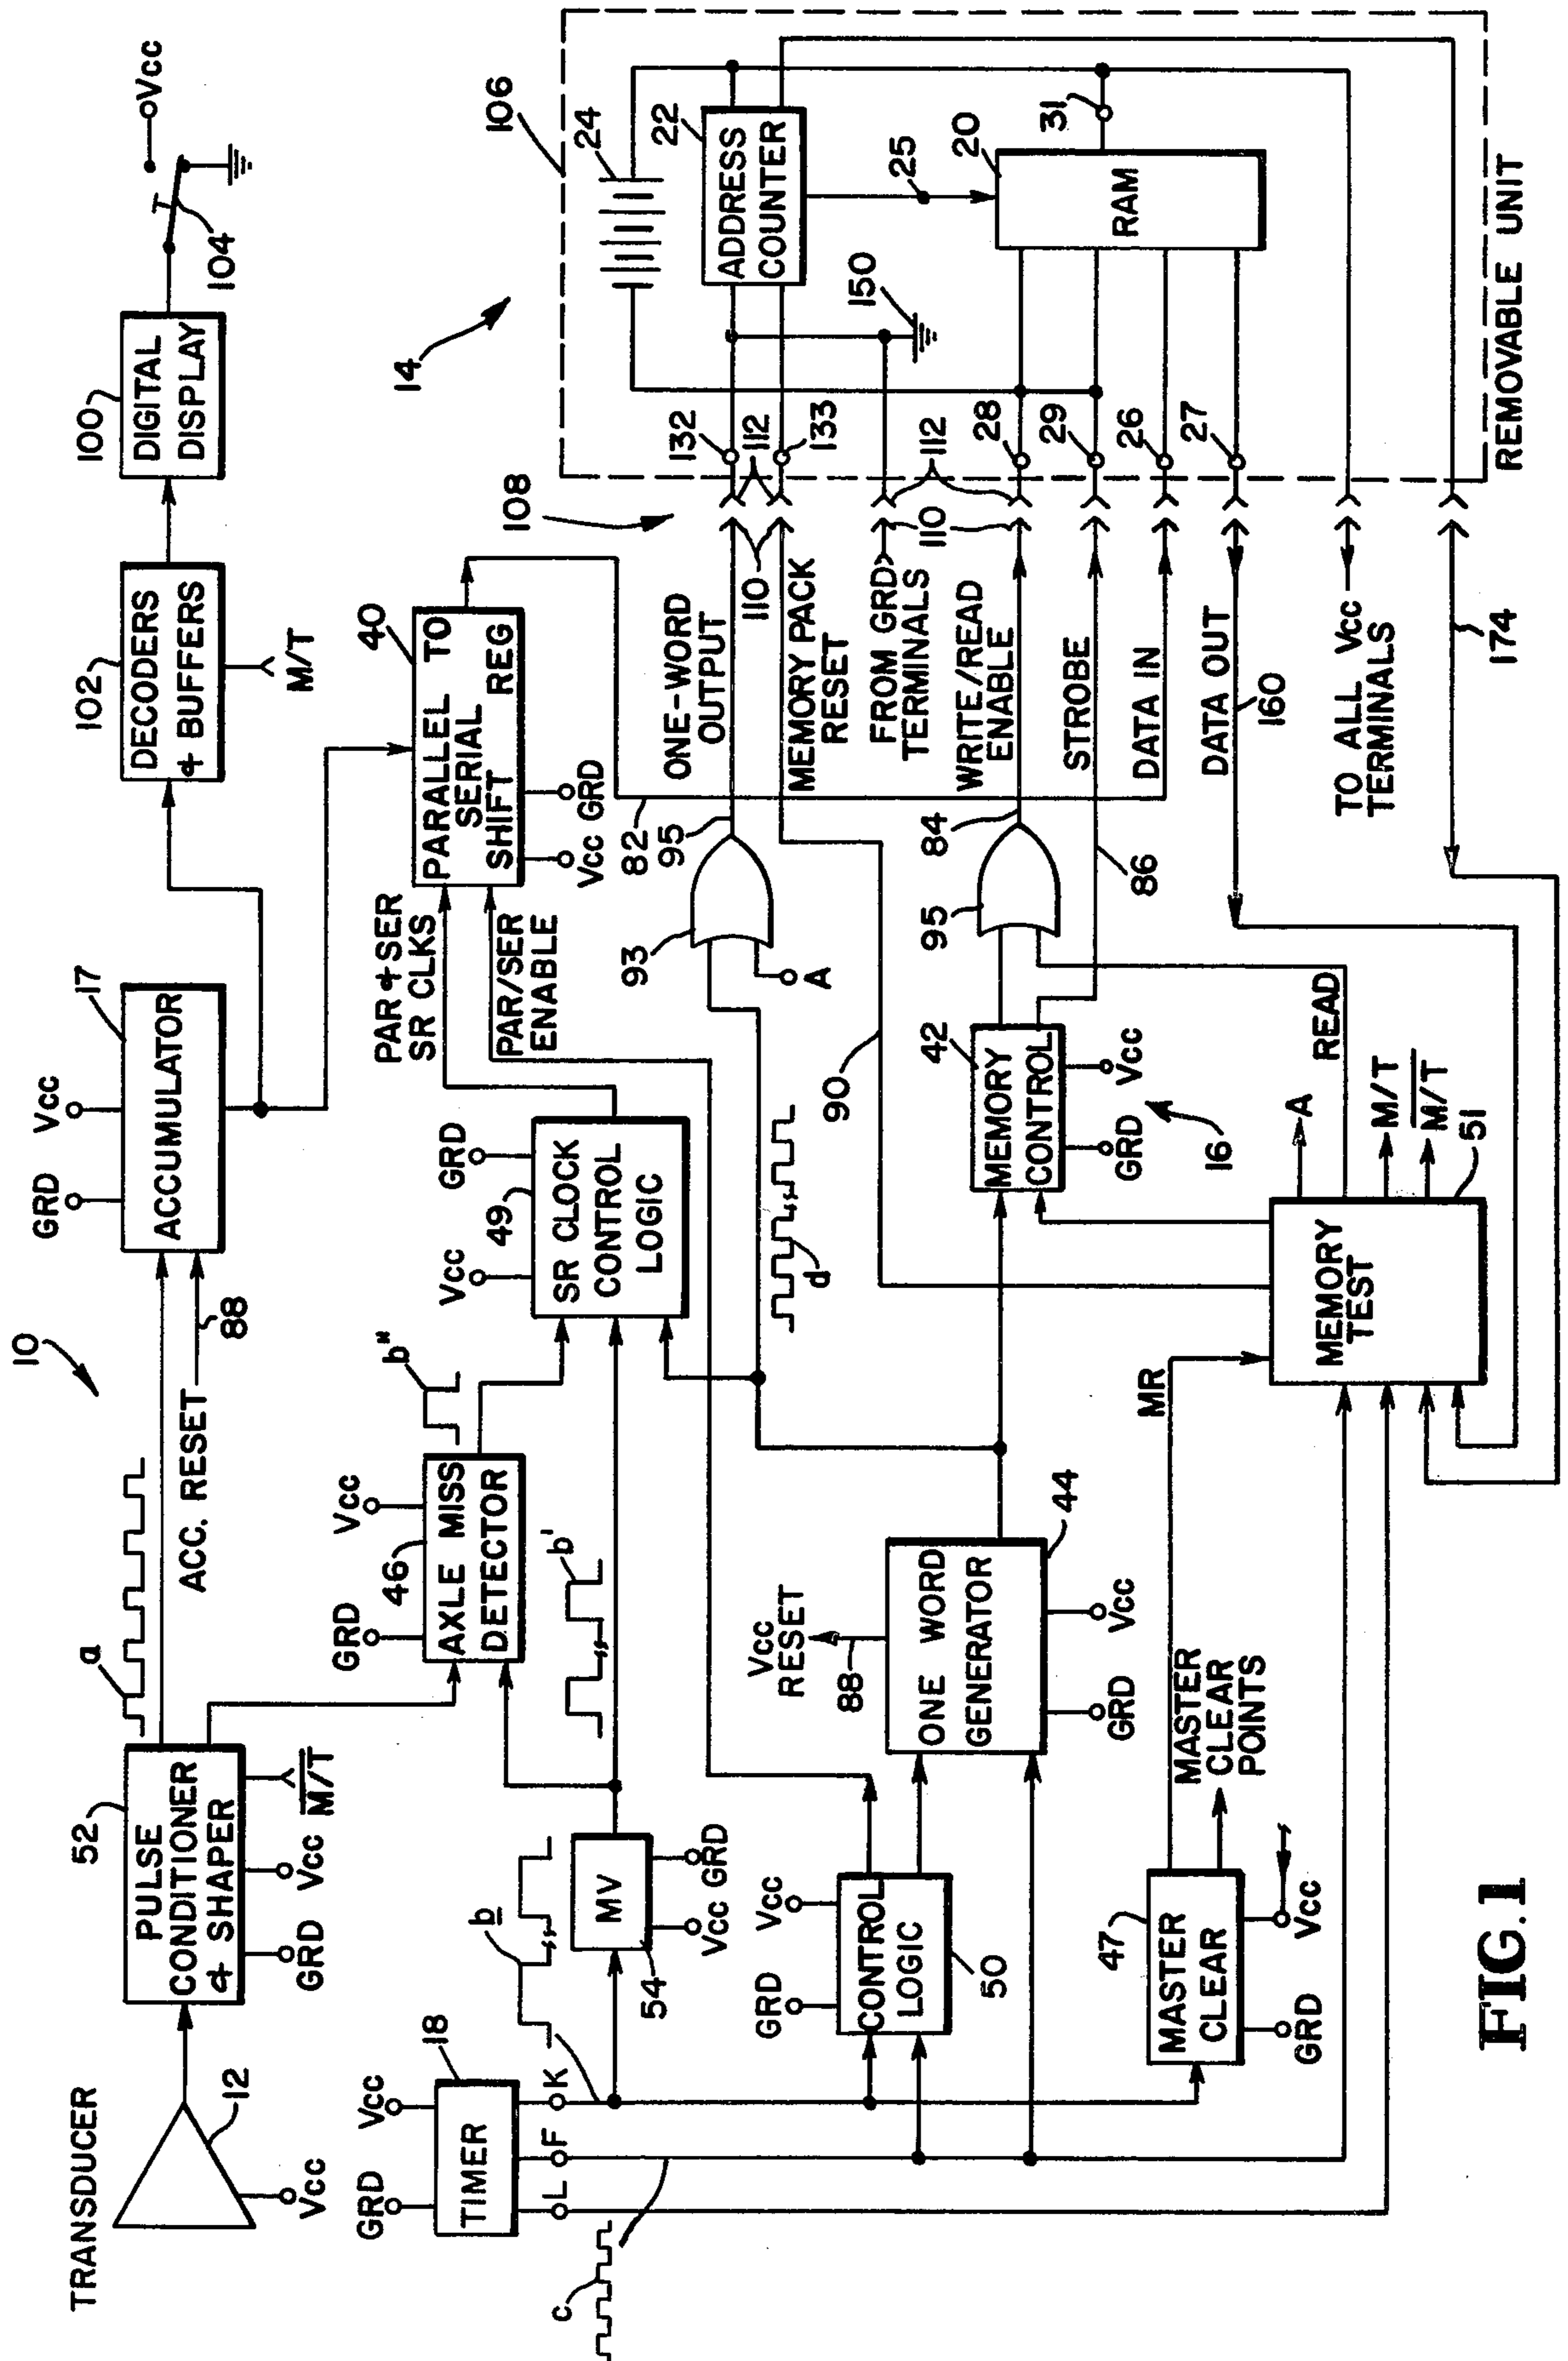 TRANSDUCER
12
Vcc
52
PULSE
CONDITIONER
& SHAPER
GRD
Vcc
M/T
a
10
ACC. RESET
88
GRD
Vcc
17
ACCUMULATOR
102
DECODERS
& BUFFERS
M/T
100
DIGITAL
DISPLAY
104
Vcc
GRD
Vcc
18
TIMER
L
F
K
c
b
54
MV
Vcc
GRD
b'
GRD
46
Vcc
AXLE MISS
DETECTOR
b"
Vcc
49
GRD
SR CLOCK
CONTROL
LOGIC
PAR & SER
SR CLKS
PAR/SER
ENABLE
40
PARALLEL TO
SERIAL
SHIFT REG
Vcc
GRD
82
GRD
Vcc
CONTROL
LOGIC
50
Vcc
RESET
88
ONE WORD
GENERATOR
44
GRD
Vcc
d
90
93
A
95
ONE-WORD
OUTPUT
110
MEMORY PACK
RESET
FROM GRD
TERMINALS
110
WRITE/READ
ENABLE
84
95
STROBE
86
DATA IN
DATA OUT
160
TO ALL Vcc
TERMINALS
174
42
MEMORY
CONTROL
GRD
Vcc
16
47
MASTER
CLEAR
GRD
Vcc
MASTER
CLEAR
POINTS
MR
MEMORY
TEST
51
A
READ
M/T
M/T
14
108
106
24
132
112
133
22
ADDRESS
COUNTER
150
25
112
28
29
26
27
20
RAM
31
REMOVABLE UNIT
FIG.1